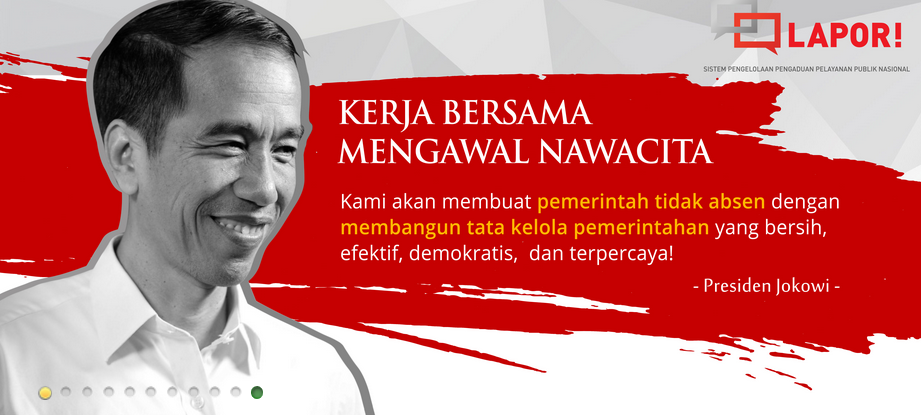 LAPOR!
SISTEM PENGELOLAAN PENGADUAN PELAYANAN PUBLIK NASIONAL
KERJA BERSAMA
MENGAWAL NAWACITA
Kami akan membuat pemerintah tidak absen dengan
membangun tata kelola pemerintahan yang bersih,
efektif, demokratis, dan terpercaya!
- Presiden Jokowi -